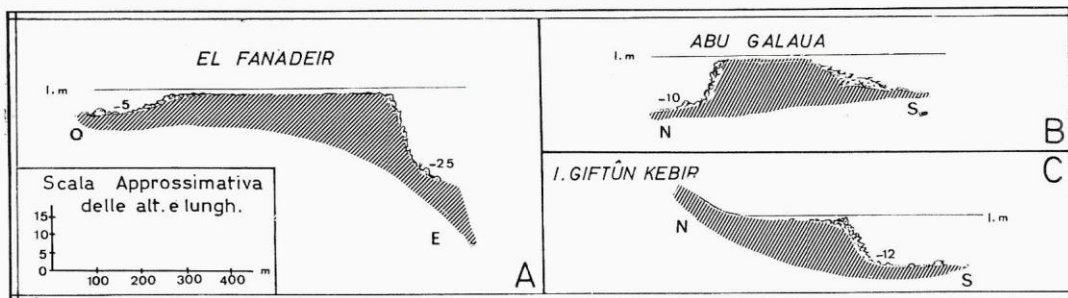 EL FANADEIR
l. m
-5
O
-25
E
A
Scala Approssimativa
delle alt. e lungh.
15
10
5
0
100 200 300 400 m
ABU GALAUA
l. m
-10
N
S
B
I. GIFTÛN KEBIR
C
l. m
N
-12
S